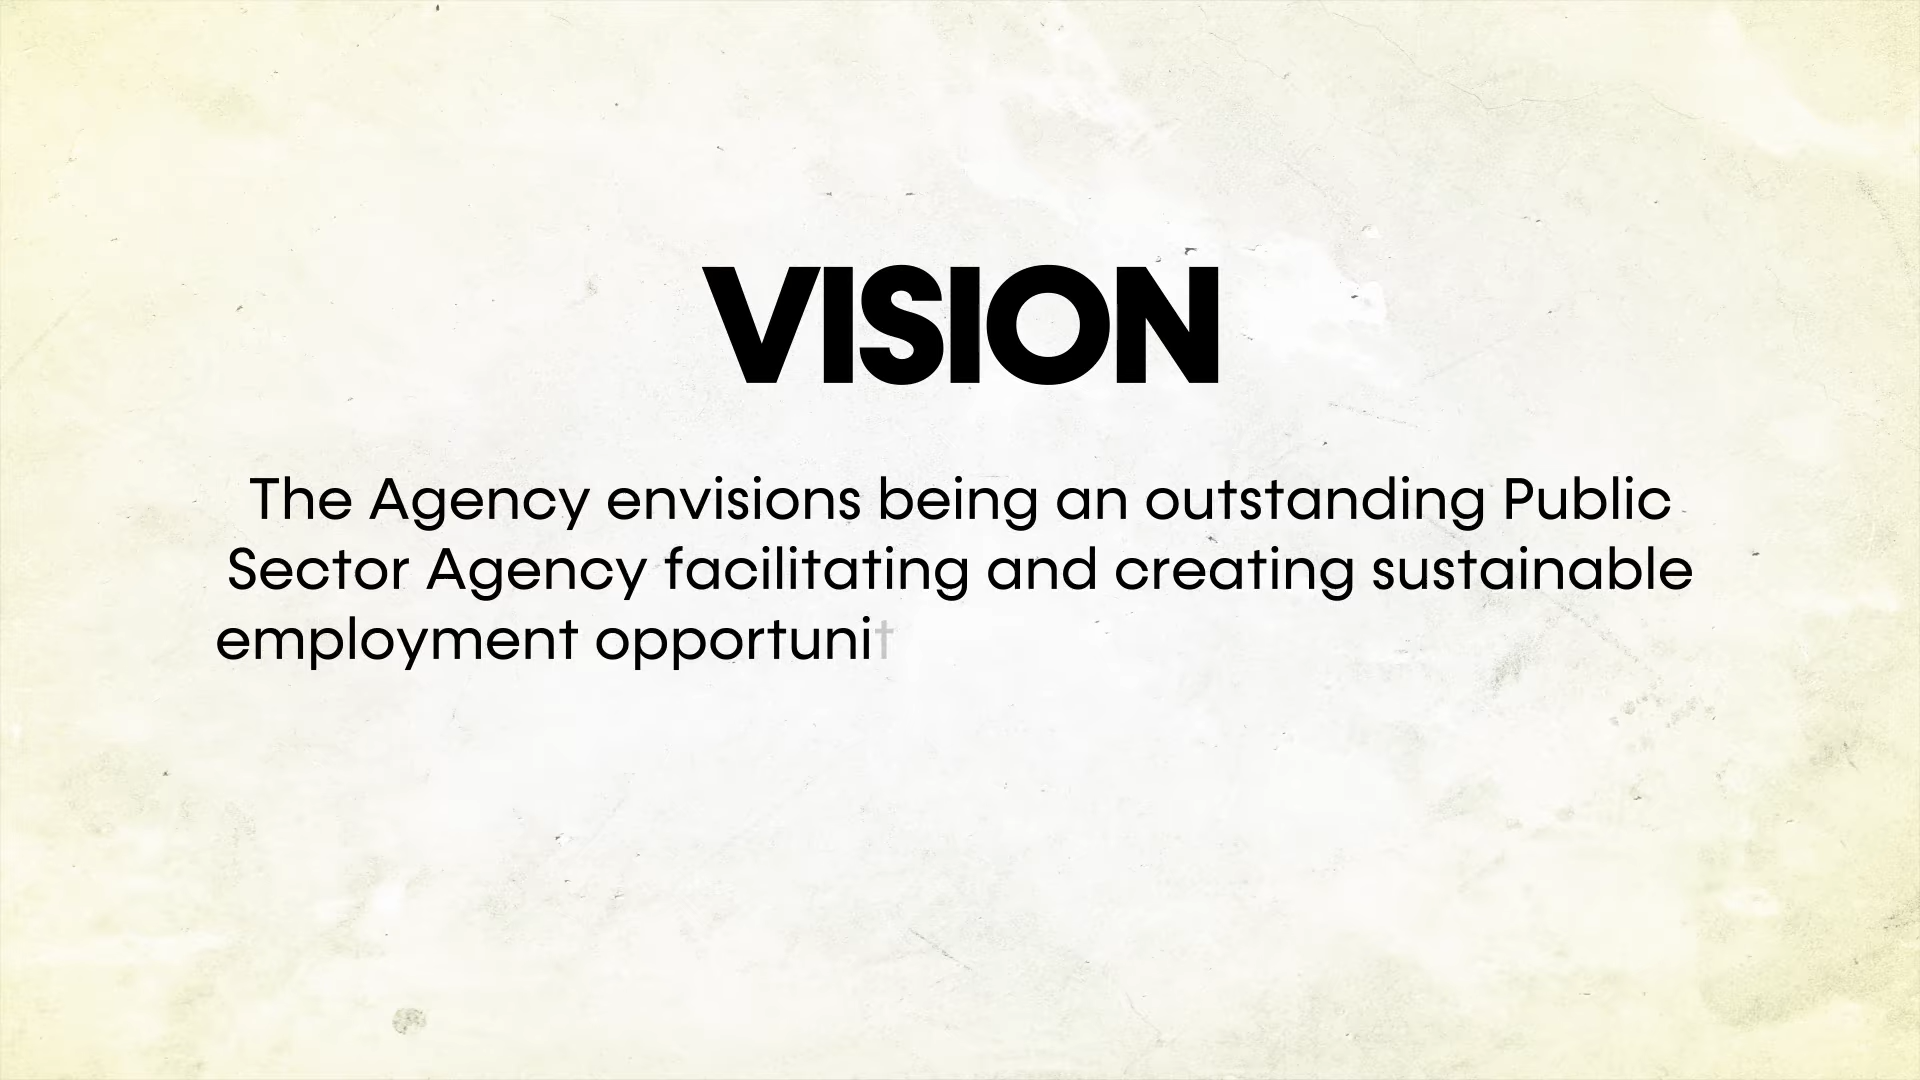 VISION
The Agency envisions being an outstanding Public
Sector Agency facilitating and creating sustainable
employment opportunit